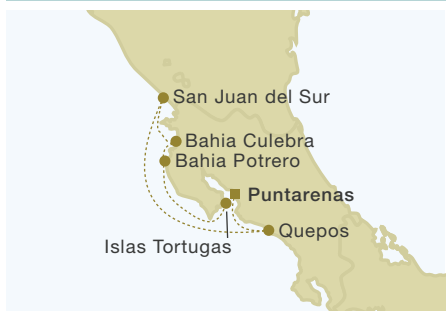 San Juan del Sur
Bahia Culebra
Bahia Potrero
Puntarenas
Quepos
Islas Tortugas